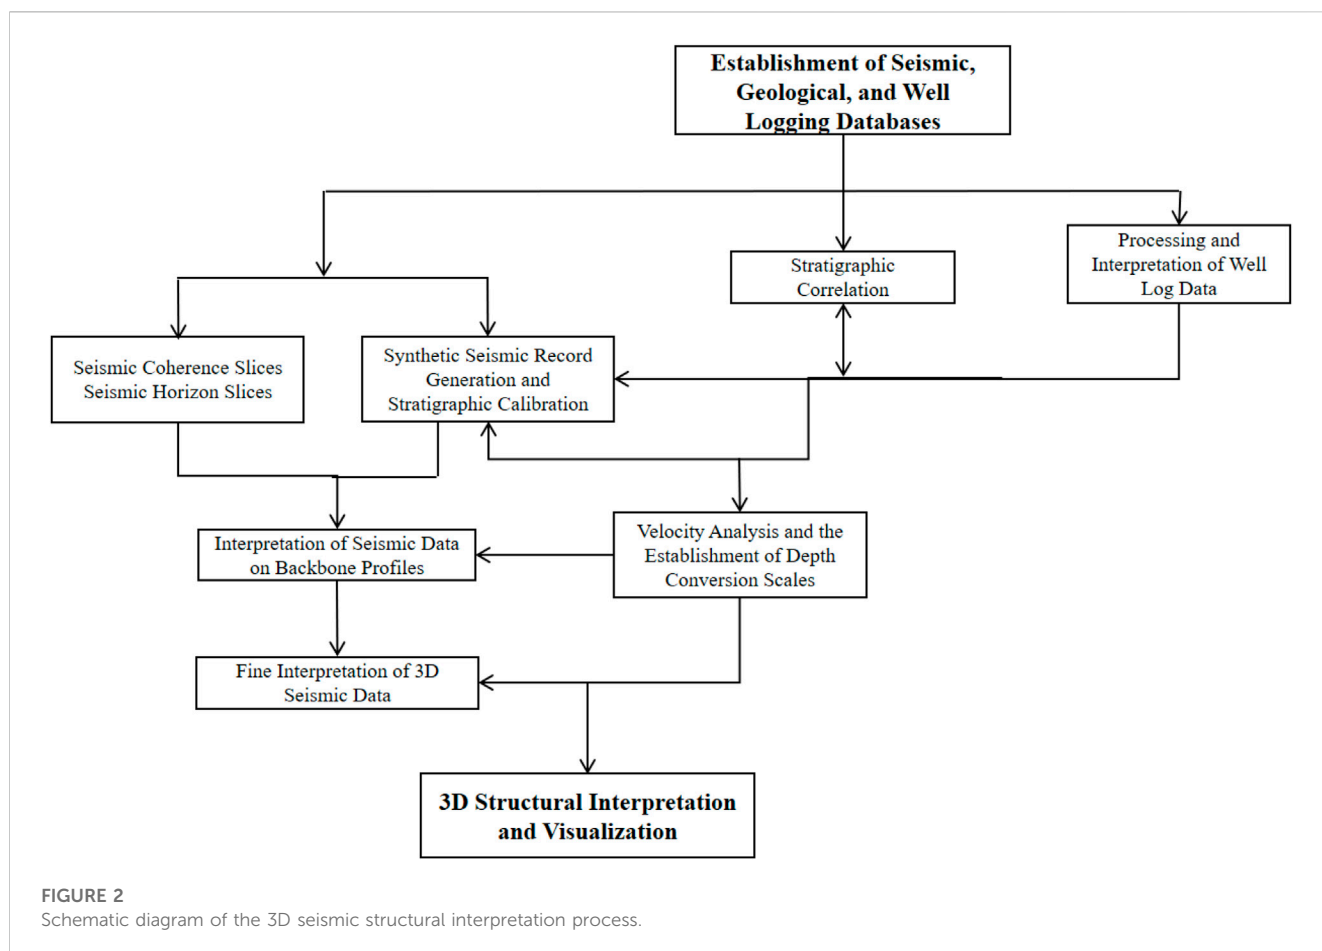 Establishment of Seismic,
Geological, and Well
Logging Databases
Processing and
Interpretation of Well
Log Data
Stratigraphic
Correlation
Seismic Coherence Slices
Seismic Horizon Slices
Synthetic Seismic Record
Generation and
Stratigraphic Calibration
Interpretation of Seismic Data
on Backbone Profiles
Velocity Analysis and the
Establishment of Depth
Conversion Scales
Fine Interpretation of 3D
Seismic Data
3D Structural Interpretation
and Visualization
FIGURE 2
Schematic diagram of the 3D seismic structural interpretation process.